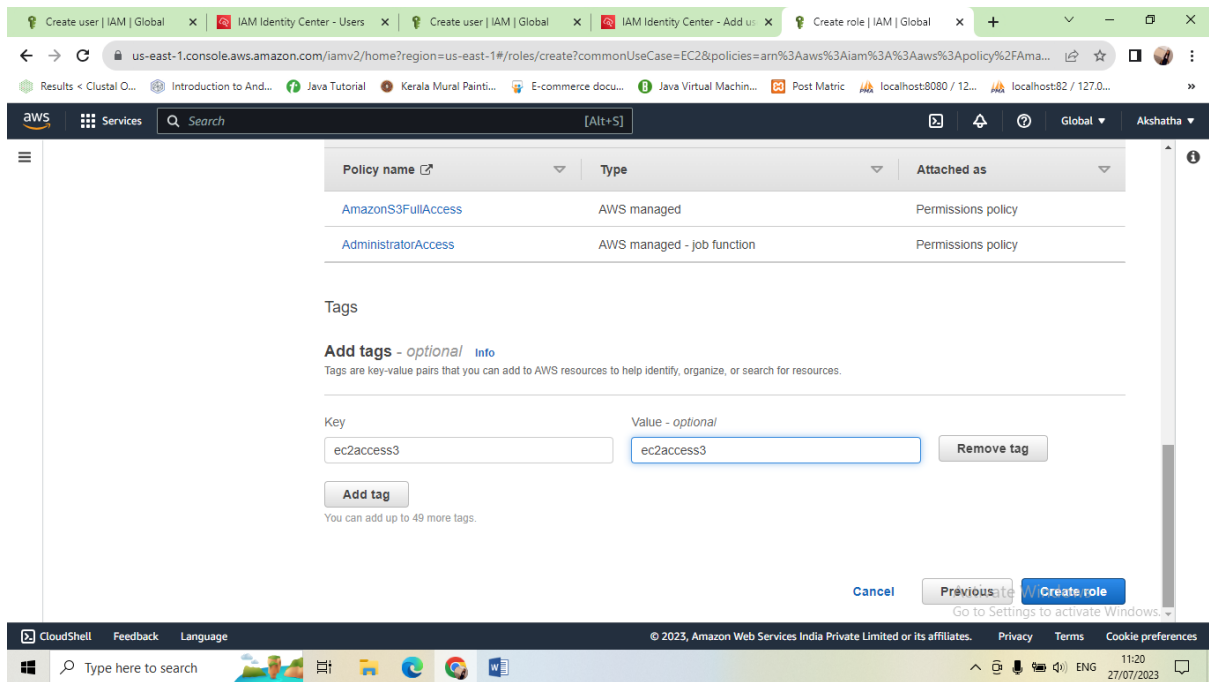 Create user | IAM | Global
IAM Identity Center - Users
Create user | IAM | Global
IAM Identity Center - Add us
Create role | IAM | Global
us-east-1.console.aws.amazon.com/iamv2/home?region=us-east-1#/roles/create?commonUseCase=EC2&policies=arn%3Aaws%3Aiam%3A%3Aaws%3Apolicy%2FAma...
Results < Clustal O...
Introduction to And...
Java Tutorial
Kerala Mural Painti...
E-commerce docu...
Java Virtual Machin...
Post Matric
localhost:8080 / 12...
localhost:82 / 127.0...
»
aws
Services
Search
[Alt+S]
Global
Akshatha
Policy name
Type
Attached as
AmazonS3FullAccess
AWS managed
Permissions policy
AdministratorAccess
AWS managed - job function
Permissions policy
Tags
Add tags - optional Info
Tags are key-value pairs that you can add to AWS resources to help identify, organize, or search for resources.
Key
Value - optional
ec2access3
ec2access3
Remove tag
Add tag
You can add up to 49 more tags.
Cancel
Previous
Create role
Activate Windows
Go to Settings to activate Windows.
CloudShell
Feedback
Language
© 2023, Amazon Web Services India Private Limited or its affiliates.
Privacy
Terms
Cookie preferences
Type here to search
ENG
11:20
27/07/2023